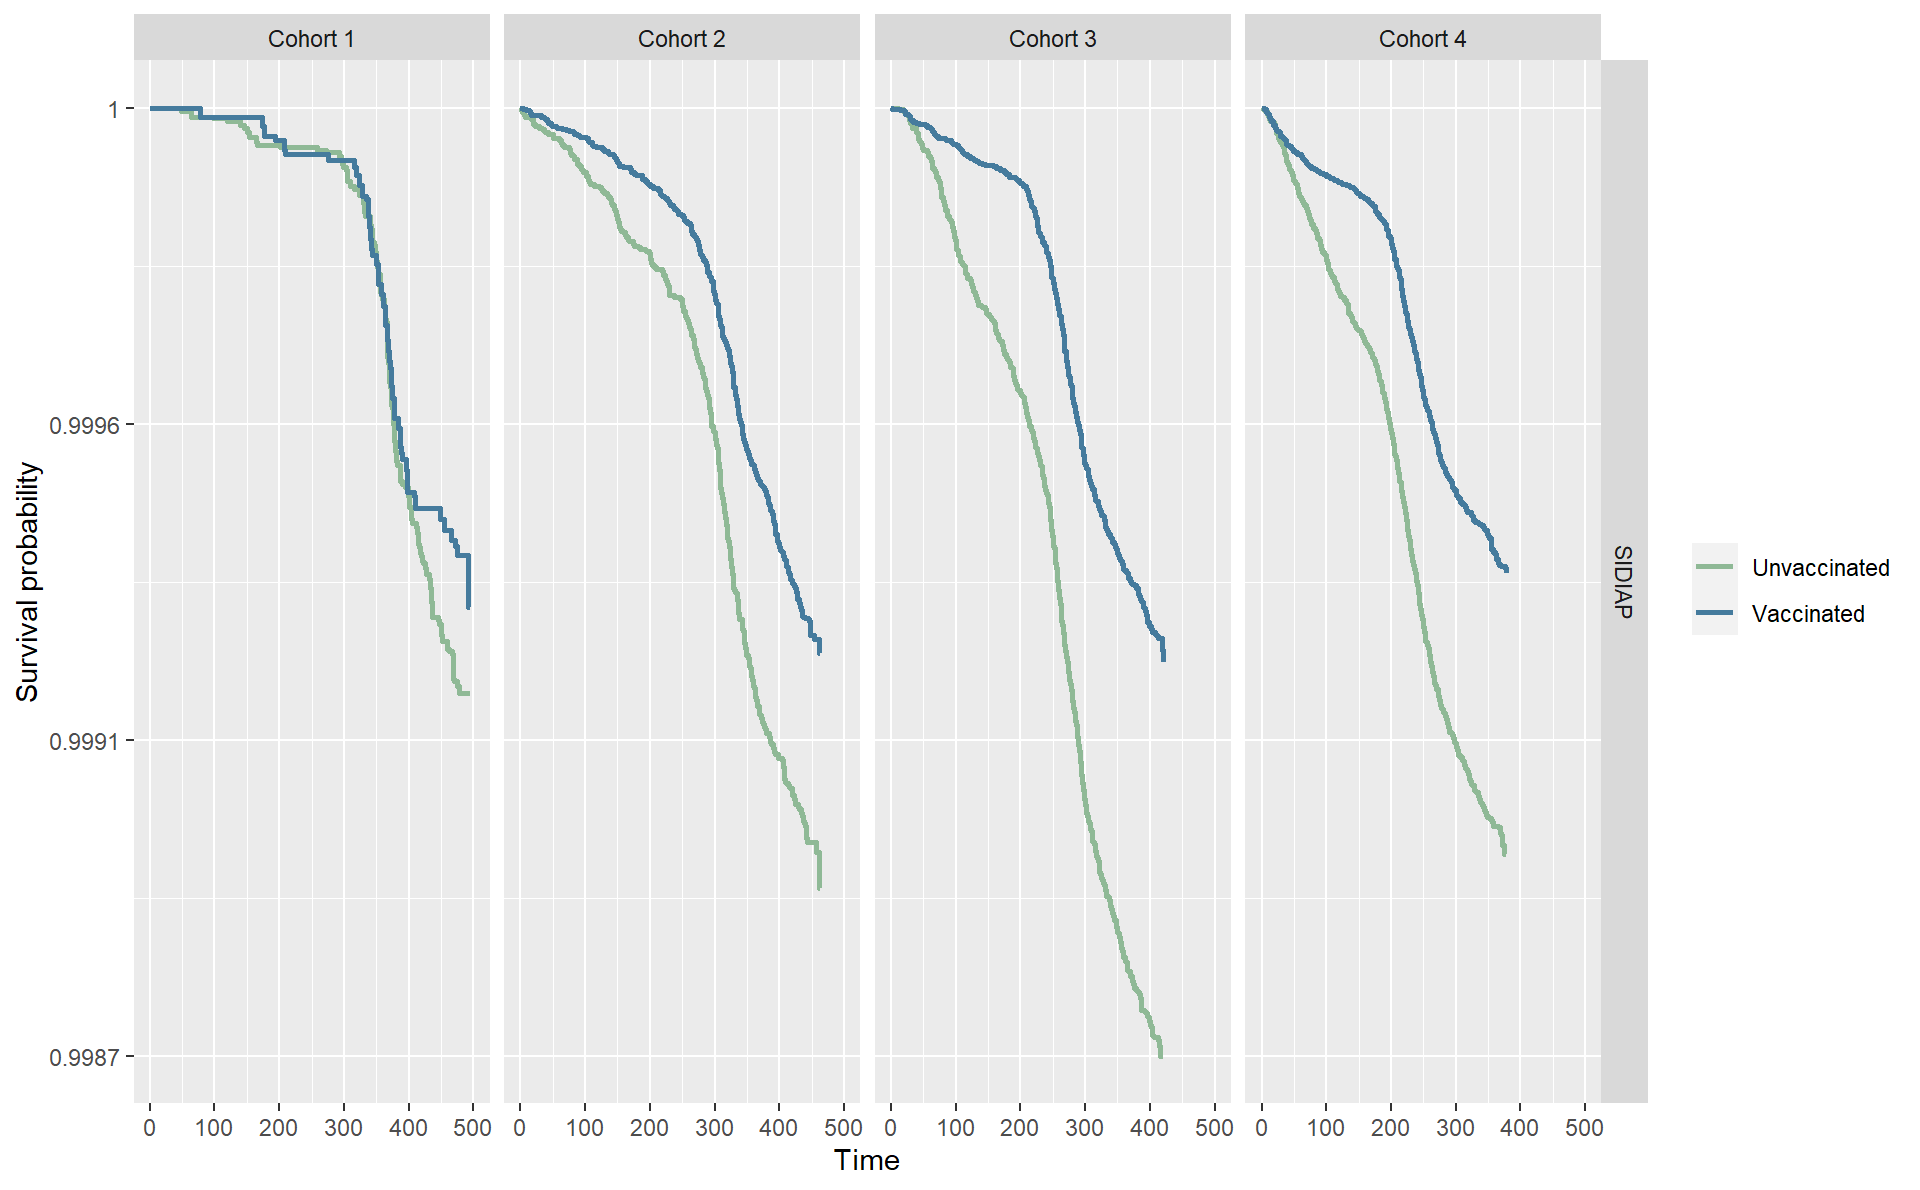 Cohort 1
Cohort 2
Cohort 3
Cohort 4
Survival probability
1
0.9996
0.9991
0.9987
SIDIAP
Unvaccinated
Vaccinated
0 100 200 300 400 500
0 100 200 300 400 500
0 100 200 300 400 500
0 100 200 300 400 500
Time